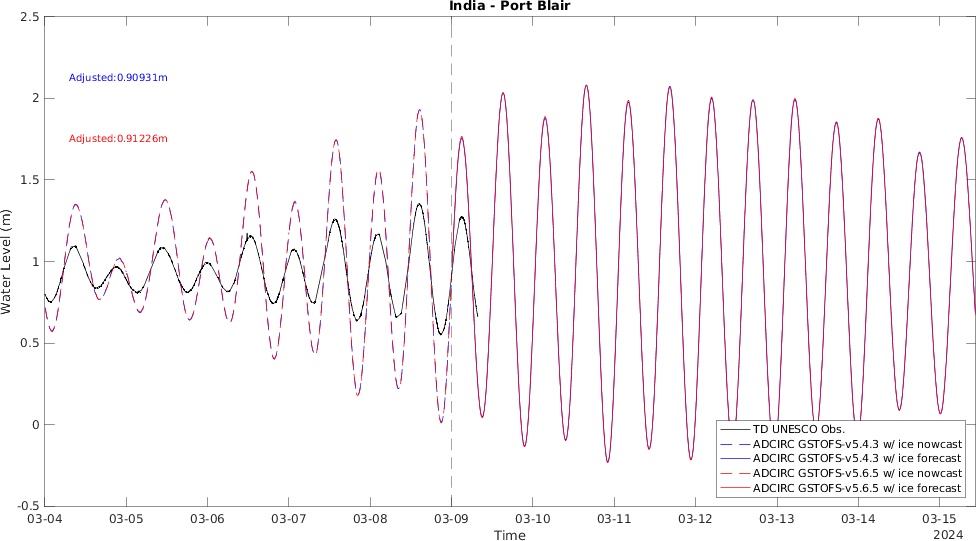 India - Port Blair
2.5
2
1.5
1
0.5
0
-0.5
Water Level (m)
Adjusted:0.90931m
Adjusted:0.91226m
TD UNESCO Obs.
ADCIRC GSTOFS-v5.4.3 w/ ice nowcast
ADCIRC GSTOFS-v5.4.3 w/ ice forecast
ADCIRC GSTOFS-v5.6.5 w/ ice nowcast
ADCIRC GSTOFS-v5.6.5 w/ ice forecast
03-04 03-05 03-06 03-07 03-08 03-09 03-10 03-11 03-12 03-13 03-14 03-15
Time
2024